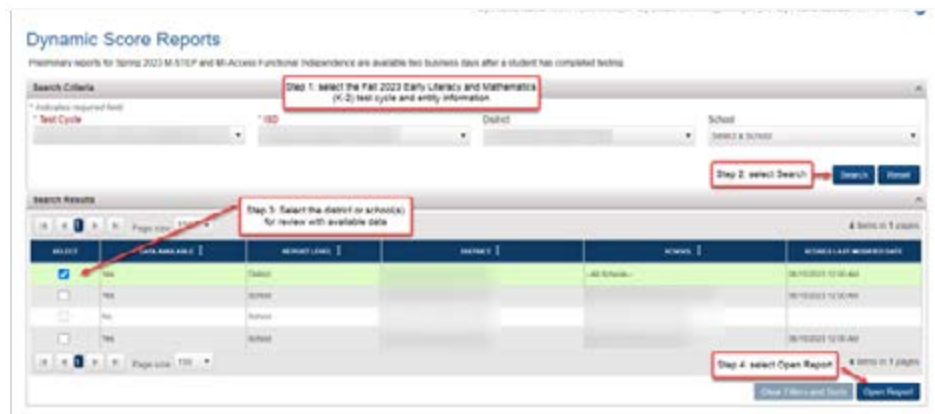 Dynamic Score Reports
Preliminary reports for Spring 2023 M-STEP and MI-Access Functional Independence are available two business days after a student has completed testing.
Search Criteria
Step 1: select the Fall 2023 Early Literacy and Mathematics
(K-2) test cycle and entity information
* Indicates required field
* Test Cycle * ISD District School
Select a School
Step 2: select Search
Search Reset
Search Results
Step 3: Select the district or school(s)
for review with available data
1 Page size 4 items in 1 pages
SELECT DATA AVAILABLE REPORT LEVEL DISTRICT SCHOOL RECORD LAST MODIFIED DATE
Yes District --All Schools--
Yes School
No School
Yes School
1 Page size 100 4 items in 1 pages
Step 4: select Open Report
Clear Filters and Sorts Open Report